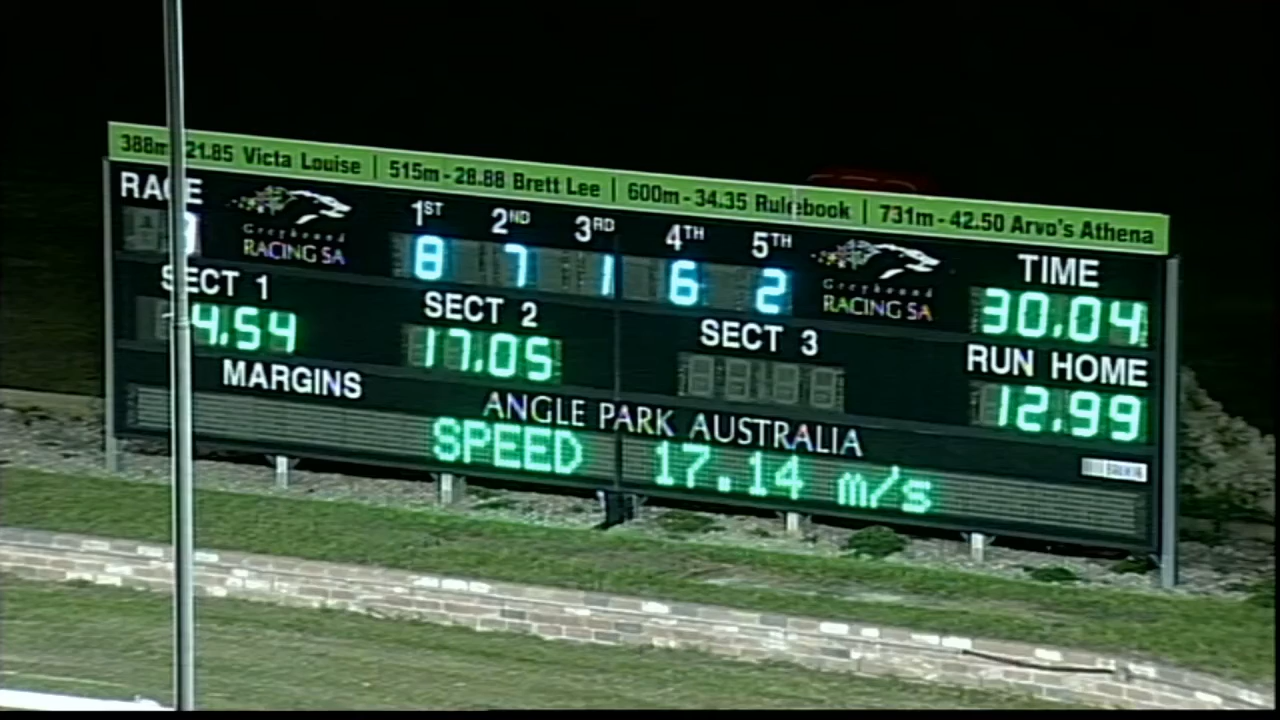 388m - 21.85 Victa Louise | 515m - 28.88 Brett Lee | 600m - 34.35 Rulebook | 731m - 42.50 Arvo's Athena
RACE
Greyhound
RACING SA
1ST 2ND 3RD 4TH 5TH
8 7 1 6 2
Greyhound
RACING SA
TIME
30.04
SECT 1
4.54
SECT 2
17.05
SECT 3
RUN HOME
12.99
MARGINS
ANGLE PARK AUSTRALIA
SPEED 17.14 m/s